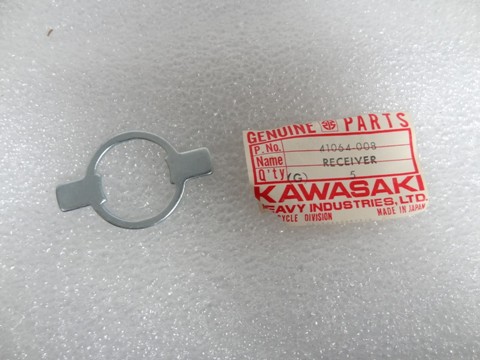 GENUINE PARTS
P.No. 41064-008
Name RECEIVER
Q'ty (G) 5
KAWASAKI
HEAVY INDUSTRIES, LTD.
CYCLE DIVISION MADE IN JAPAN